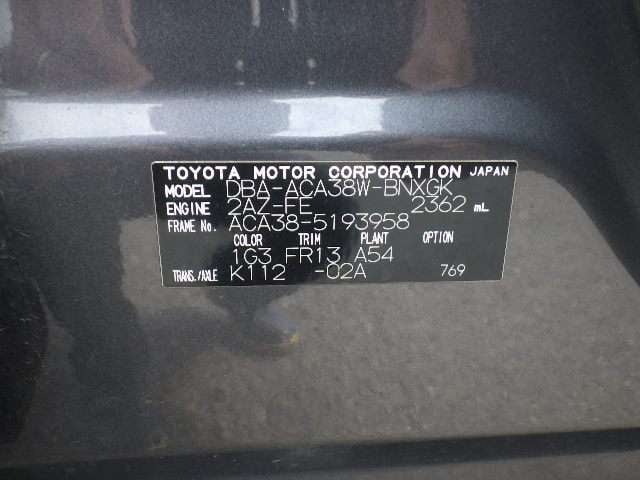 TOYOTA MOTOR CORPORATION JAPAN
MODEL DBA-ACA38W-BNXGK
ENGINE 2AZ-FE 2362 mL
FRAME No. ACA38-5193958
COLOR TRIM PLANT OPTION
1G3 FR13 A54
TRANS./AXLE K112 -02A 769